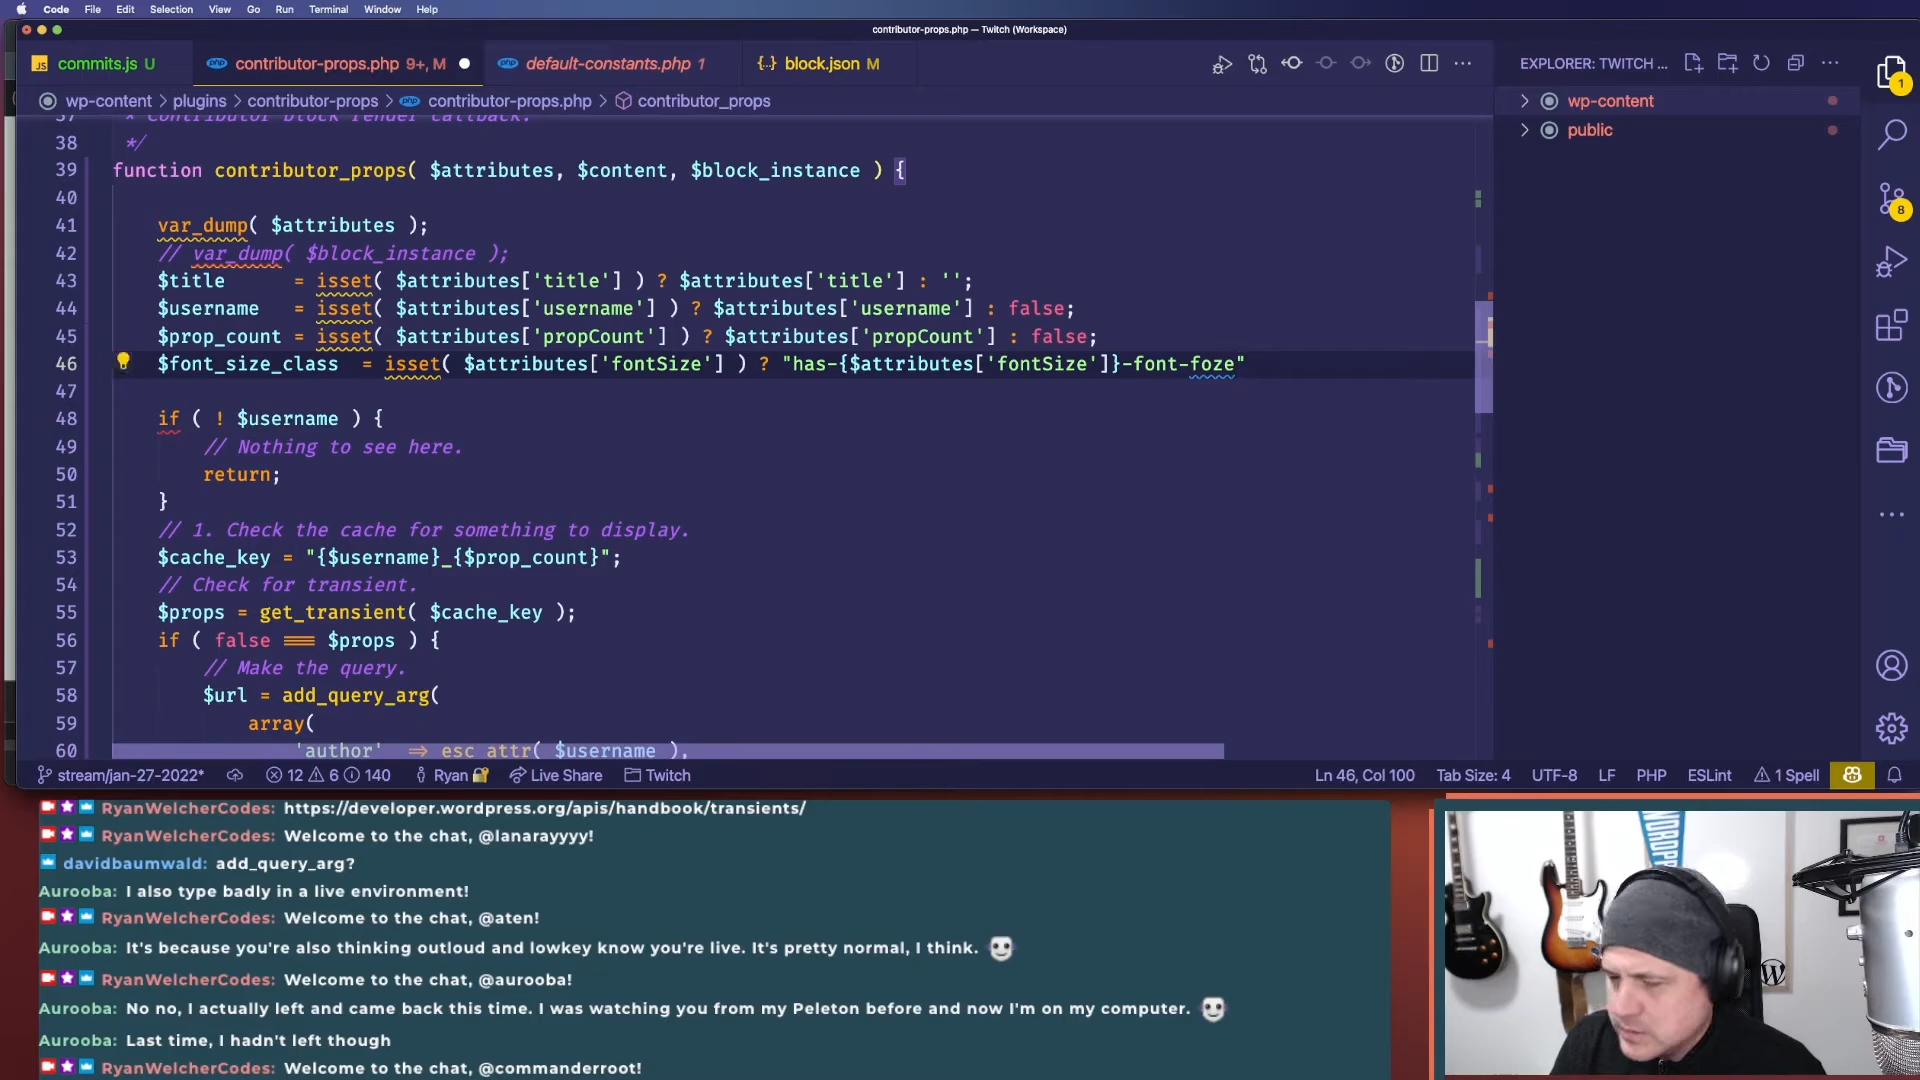 Code File Edit Selection View Go Run Terminal Window Help
contributor-props.php — Twitch (Workspace)
JS commits.js U
php contributor-props.php 9+, M
php default-constants.php 1
{.} block.json M
EXPLORER: TWITCH ...
wp-content > plugins > contributor-props > php contributor-props.php > contributor_props
wp-content
public
1
8
37 * Contributor block render callback.
38 */
39 function contributor_props( $attributes, $content, $block_instance ) {
40
41 var_dump( $attributes );
42 // var_dump( $block_instance );
43 $title = isset( $attributes['title'] ) ? $attributes['title'] : '';
44 $username = isset( $attributes['username'] ) ? $attributes['username'] : false;
45 $prop_count = isset( $attributes['propCount'] ) ? $attributes['propCount'] : false;
46 $font_size_class = isset( $attributes['fontSize'] ) ? "has-{$attributes['fontSize']}-font-foze"
47
48 if ( ! $username ) {
49 // Nothing to see here.
50 return;
51 }
52 // 1. Check the cache for something to display.
53 $cache_key = "{$username}_{$prop_count}";
54 // Check for transient.
55 $props = get_transient( $cache_key );
56 if ( false === $props ) {
57 // Make the query.
58 $url = add_query_arg(
59 array(
60 'author' => esc_attr( $username ),
stream/jan-27-2022* 12 6 140 Ryan Live Share Twitch Ln 46, Col 100 Tab Size: 4 UTF-8 LF PHP ESLint 1 Spell
RyanWelcherCodes: https://developer.wordpress.org/apis/handbook/transients/
RyanWelcherCodes: Welcome to the chat, @lanarayyyy!
davidbaumwald: add_query_arg?
Aurooba: I also type badly in a live environment!
RyanWelcherCodes: Welcome to the chat, @aten!
Aurooba: It's because you're also thinking outloud and lowkey know you're live. It's pretty normal, I think.
RyanWelcherCodes: Welcome to the chat, @aurooba!
Aurooba: No no, I actually left and came back this time. I was watching you from my Peleton before and now I'm on my computer.
Aurooba: Last time, I hadn't left though
RyanWelcherCodes: Welcome to the chat, @commanderroot!